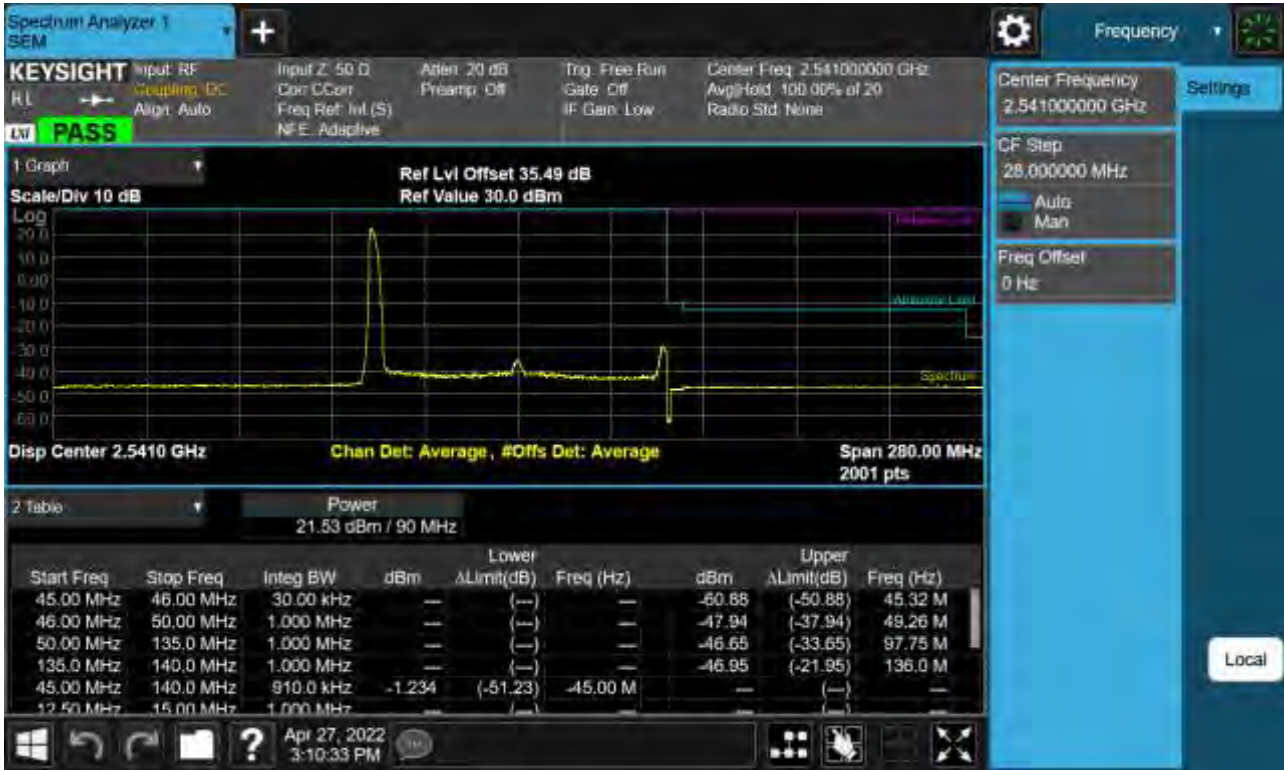 Spectrum Analyzer 1
SEM
Frequency
KEYSIGHT
RL
PASS
Input: RF
Coupling: DC
Align: Auto
Input Z: 50 Ω
Corr CCorr
Freq Ref: Int (S)
NFE: Adaptive
Atten: 20 dB
Preamp: Off
Trig: Free Run
Gate: Off
IF Gain: Low
Center Freq: 2.541000000 GHz
Avg|Hold: 100.00% of 20
Radio Std: None
Center Frequency
2.541000000 GHz
Settings
CF Step
28.000000 MHz
Auto
Man
Freq Offset
0 Hz
1 Graph
Scale/Div 10 dB
Ref Lvl Offset 35.49 dB
Ref Value 30.0 dBm
Log
20.0
10.0
0.00
-10.0
-20.0
-30.0
-40.0
-50.0
-60.0
Absolute Limit
Spectrum
Disp Center 2.5410 GHz
Chan Det: Average, #Offs Det: Average
Span 280.00 MHz
2001 pts
2 Table
Power
21.53 dBm / 90 MHz
Lower Upper
Start Freq Stop Freq Integ BW dBm ΔLimit(dB) Freq (Hz) dBm ΔLimit(dB) Freq (Hz)
45.00 MHz 46.00 MHz 30.00 kHz --- (---) --- -60.88 (-50.88) 45.32 M
46.00 MHz 50.00 MHz 1.000 MHz --- (---) --- -47.94 (-37.94) 49.26 M
50.00 MHz 135.0 MHz 1.000 MHz --- (---) --- -46.65 (-33.65) 97.75 M
135.0 MHz 140.0 MHz 1.000 MHz --- (---) --- -46.95 (-21.95) 136.0 M
45.00 MHz 140.0 MHz 910.0 kHz -1.234 (-51.23) -45.00 M --- (---) ---
12.50 MHz 15.00 MHz 1.000 MHz --- (---) --- --- (---) ---
Local
?
Apr 27, 2022
3:10:33 PM